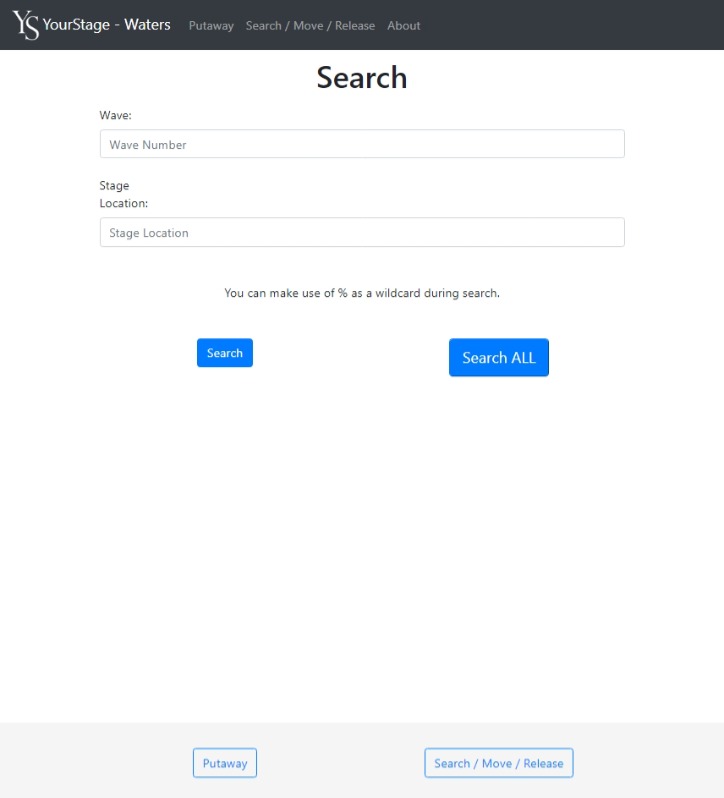 YS YourStage - Waters Putaway Search / Move / Release About
Search
Wave:
Wave Number
Stage
Location:
Stage Location
You can make use of % as a wildcard during search.
Search Search ALL
Putaway Search / Move / Release